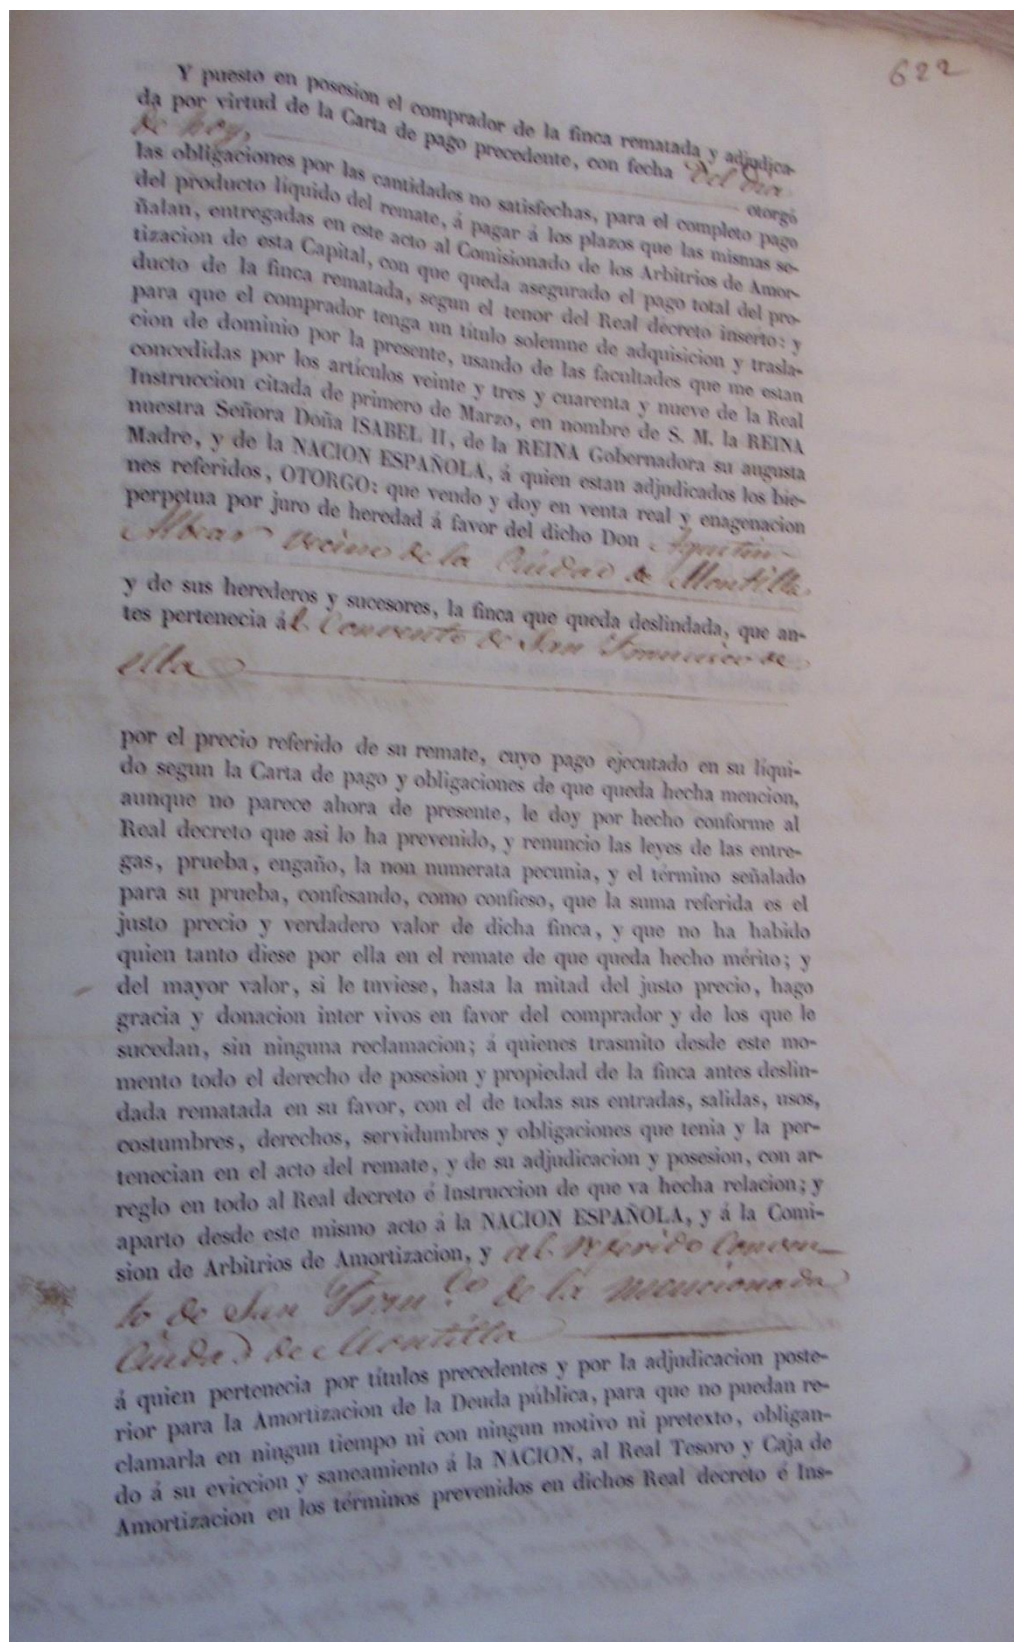 622
Y puesto en posesion el comprador de la finca rematada y adjudica-
da por virtud de la Carta de pago precedente, con fecha del dia
de hoy, otorgó
las obligaciones por las cantidades no satisfechas, para el completo pago
del producto líquido del remate, á pagar á los plazos que las mismas se-
ñalan, entregadas en este acto al Comisionado de los Arbitrios de Amor-
tizacion de esta Capital, con que queda asegurado el pago total del pro-
ducto de la finca rematada, segun el tenor del Real decreto inserto: y
para que el comprador tenga un título solemne de adquisicion y trasla-
cion de dominio por la presente, usando de las facultades que me estan
concedidas por los artículos veinte y tres y cuarenta y nueve de la Real
Instruccion citada de primero de Marzo, en nombre de S. M. la REINA
nuestra Señora Doña ISABEL II, de la REINA Gobernadora su augusta
Madre, y de la NACION ESPAÑOLA, á quien estan adjudicados los bie-
nes referidos, OTORGO: que vendo y doy en venta real y enagenacion
perpetua por juro de heredad á favor del dicho Don Agustin
Albear vecino de la Ciudad de Montilla
y de sus herederos y sucesores, la finca que queda deslindada, que an-
tes pertenecia ál Convento de San Francisco de
ella
por el precio referido de su remate, cuyo pago ejecutado en su líqui-
do segun la Carta de pago y obligaciones de que queda hecha mencion,
aunque no parece ahora de presente, le doy por hecho conforme al
Real decreto que asi lo ha prevenido, y renuncio las leyes de las entre-
gas, prueba, engaño, la non numerata pecunia, y el término señalado
para su prueba, confesando, como confieso, que la suma referida es el
justo precio y verdadero valor de dicha finca, y que no ha habido
quien tanto diese por ella en el remate de que queda hecho mérito; y
del mayor valor, si le tuviese, hasta la mitad del justo precio, hago
gracia y donacion inter vivos en favor del comprador y de los que le
sucedan, sin ninguna reclamacion; á quienes trasmito desde este mo-
mento todo el derecho de posesion y propiedad de la finca antes deslin-
dada rematada en su favor, con el de todas sus entradas, salidas, usos,
costumbres, derechos, servidumbres y obligaciones que tenia y la per-
tenecian en el acto del remate, y de su adjudicacion y posesion, con ar-
reglo en todo al Real decreto é Instruccion de que va hecha relacion; y
aparto desde este mismo acto á la NACION ESPAÑOLA, y á la Comi-
sion de Arbitrios de Amortizacion, y al referido Conven-
to de San Fran.co de la mencionada
Ciudad de Montilla
á quien pertenecia por títulos precedentes y por la adjudicacion poste-
rior para la Amortizacion de la Deuda pública, para que no puedan re-
clamarla en ningun tiempo ni con ningun motivo ni pretexto, obligan-
do á su eviccion y saneamiento á la NACION, al Real Tesoro y Caja de
Amortizacion en los términos prevenidos en dichos Real decreto é Ins-